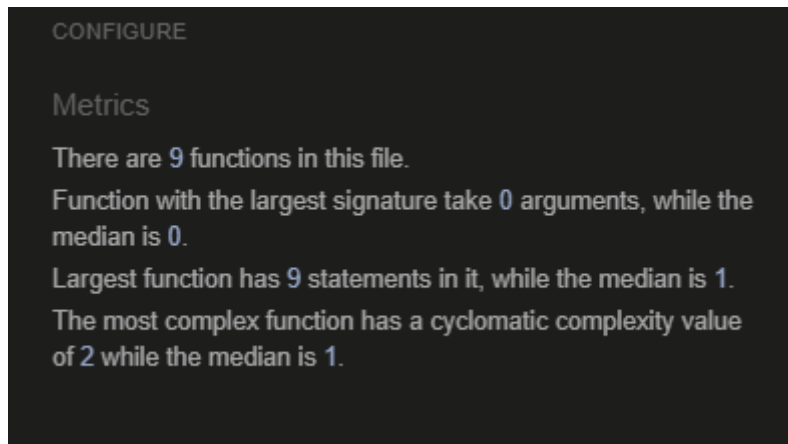 CONFIGURE
Metrics
There are 9 functions in this file.
Function with the largest signature take 0 arguments, while the
median is 0.
Largest function has 9 statements in it, while the median is 1.
The most complex function has a cyclomatic complexity value
of 2 while the median is 1.